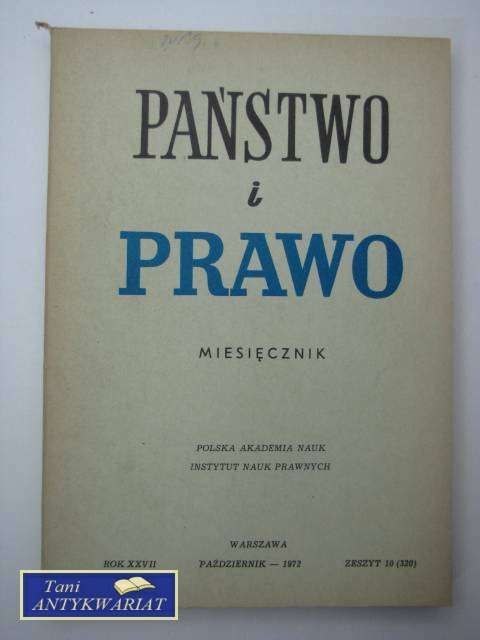 PAŃSTWO
i
PRAWO
MIESIĘCZNIK
POLSKA AKADEMIA NAUK
INSTYTUT NAUK PRAWNYCH
WARSZAWA
ROK XXVII PAŹDZIERNIK — 1972 ZESZYT 10 (320)
Tani
ANTYKWARIAT